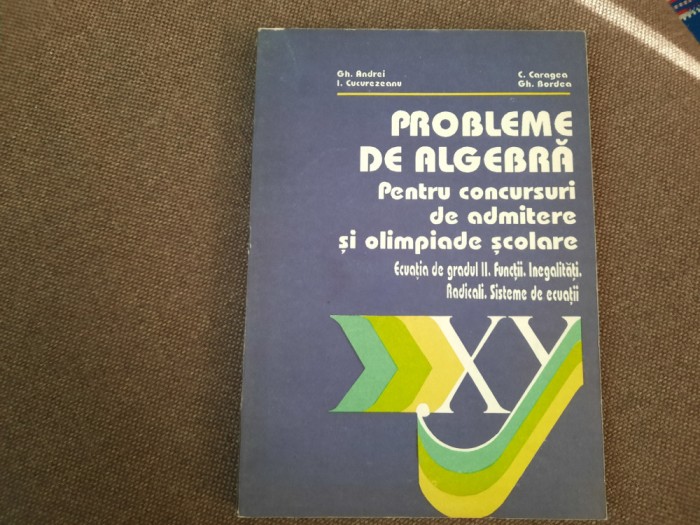 Gh. Andrei C. Caragea
I. Cucurezeanu Gh. Bordea
PROBLEME
DE ALGEBRĂ
Pentru concursuri
de admitere
și olimpiade școlare
Ecuația de gradul II. Funcții. Inegalități.
Radicali. Sisteme de ecuații
XY